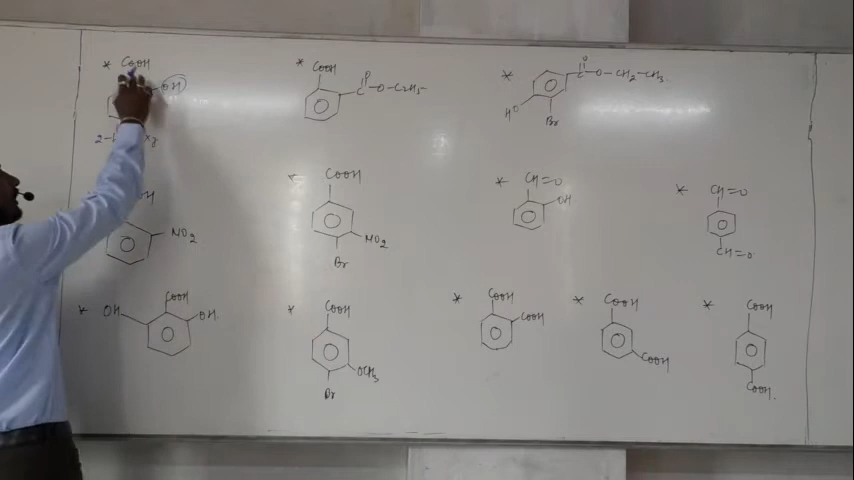 * COOH
OH
* COOH
C-O-C2H5
O
* O
C-O-CH2-CH3
HO
Br
NO2
COOH
NO2
Br
* CH=O
OH
* CH=O
CH=O
* OH
COOH
OH
* COOH
OCH3
Br
* COOH
COOH
* COOH
COOH
* COOH
COOH.